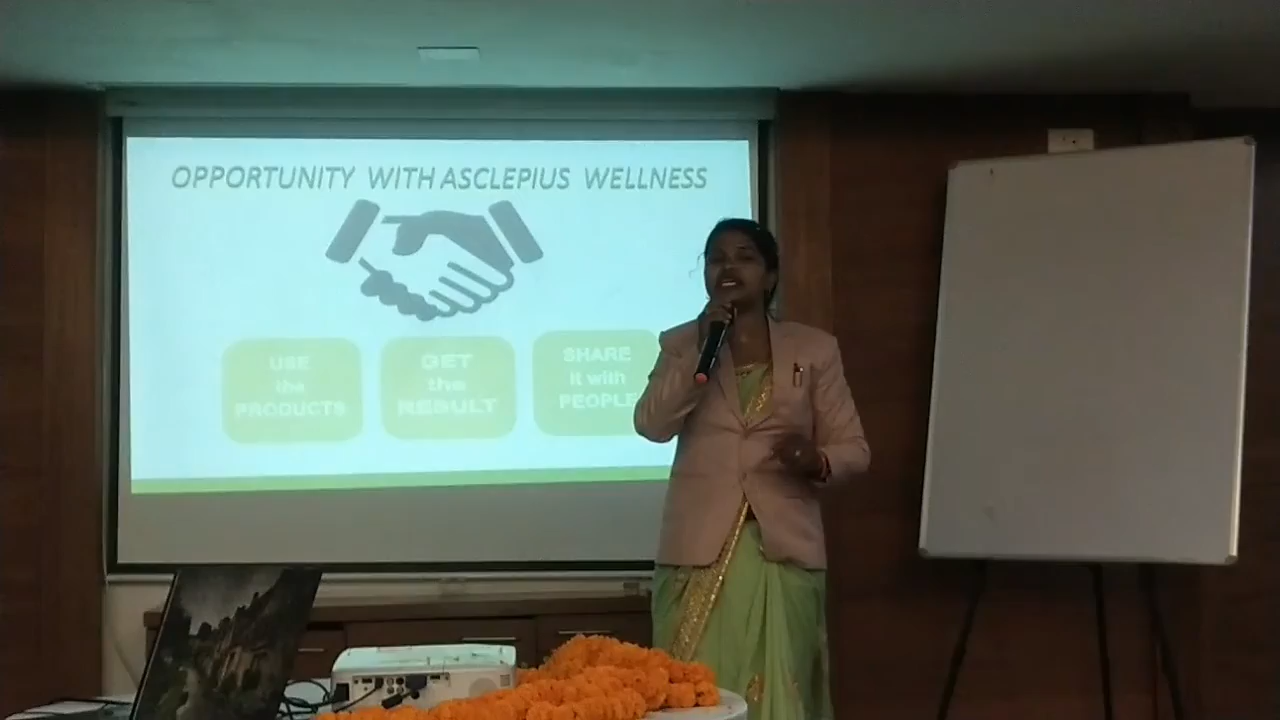 OPPORTUNITY WITH ASCLEPIUS WELLNESS
USE
the
PRODUCTS
GET
the
RESULT
SHARE
it with
PEOPLE